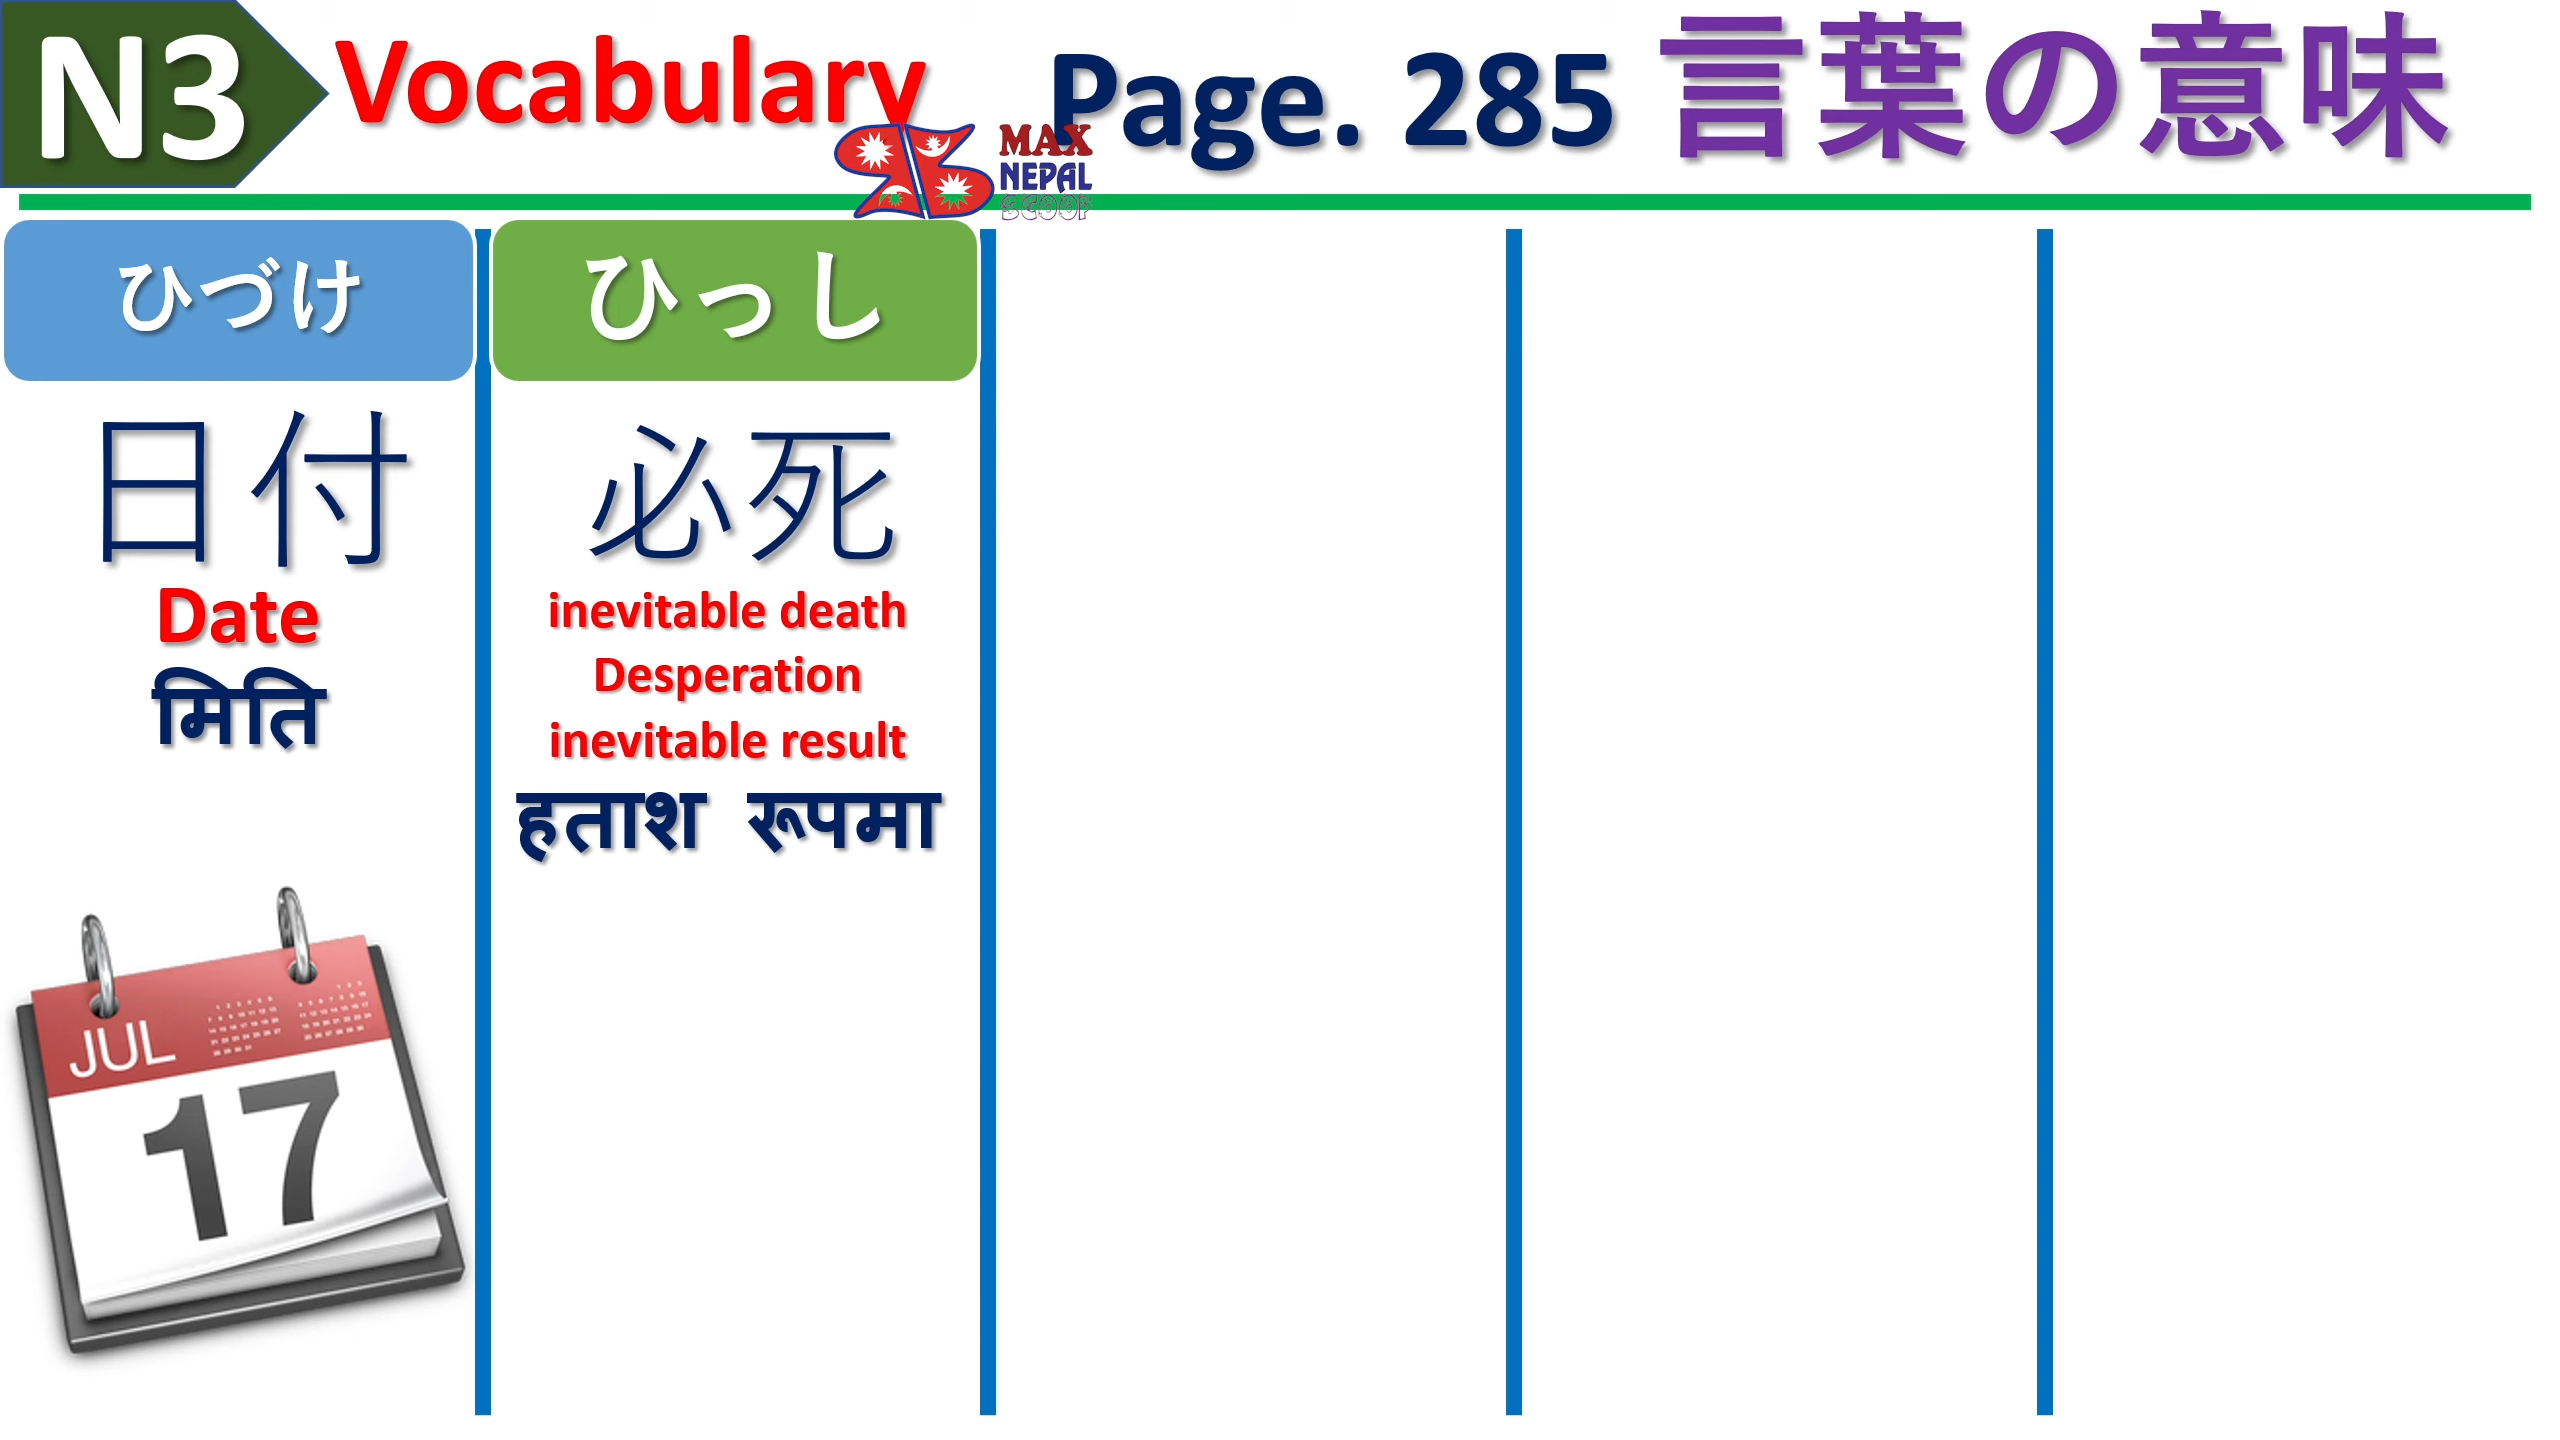 N3 Vocabulary Page. 285 言葉の意味
MAX
NEPAL
SCOOP
ひづけ
日付
Date
मिति
JUL
17
ひっし
必死
inevitable death
Desperation
inevitable result
हताश रूपमा